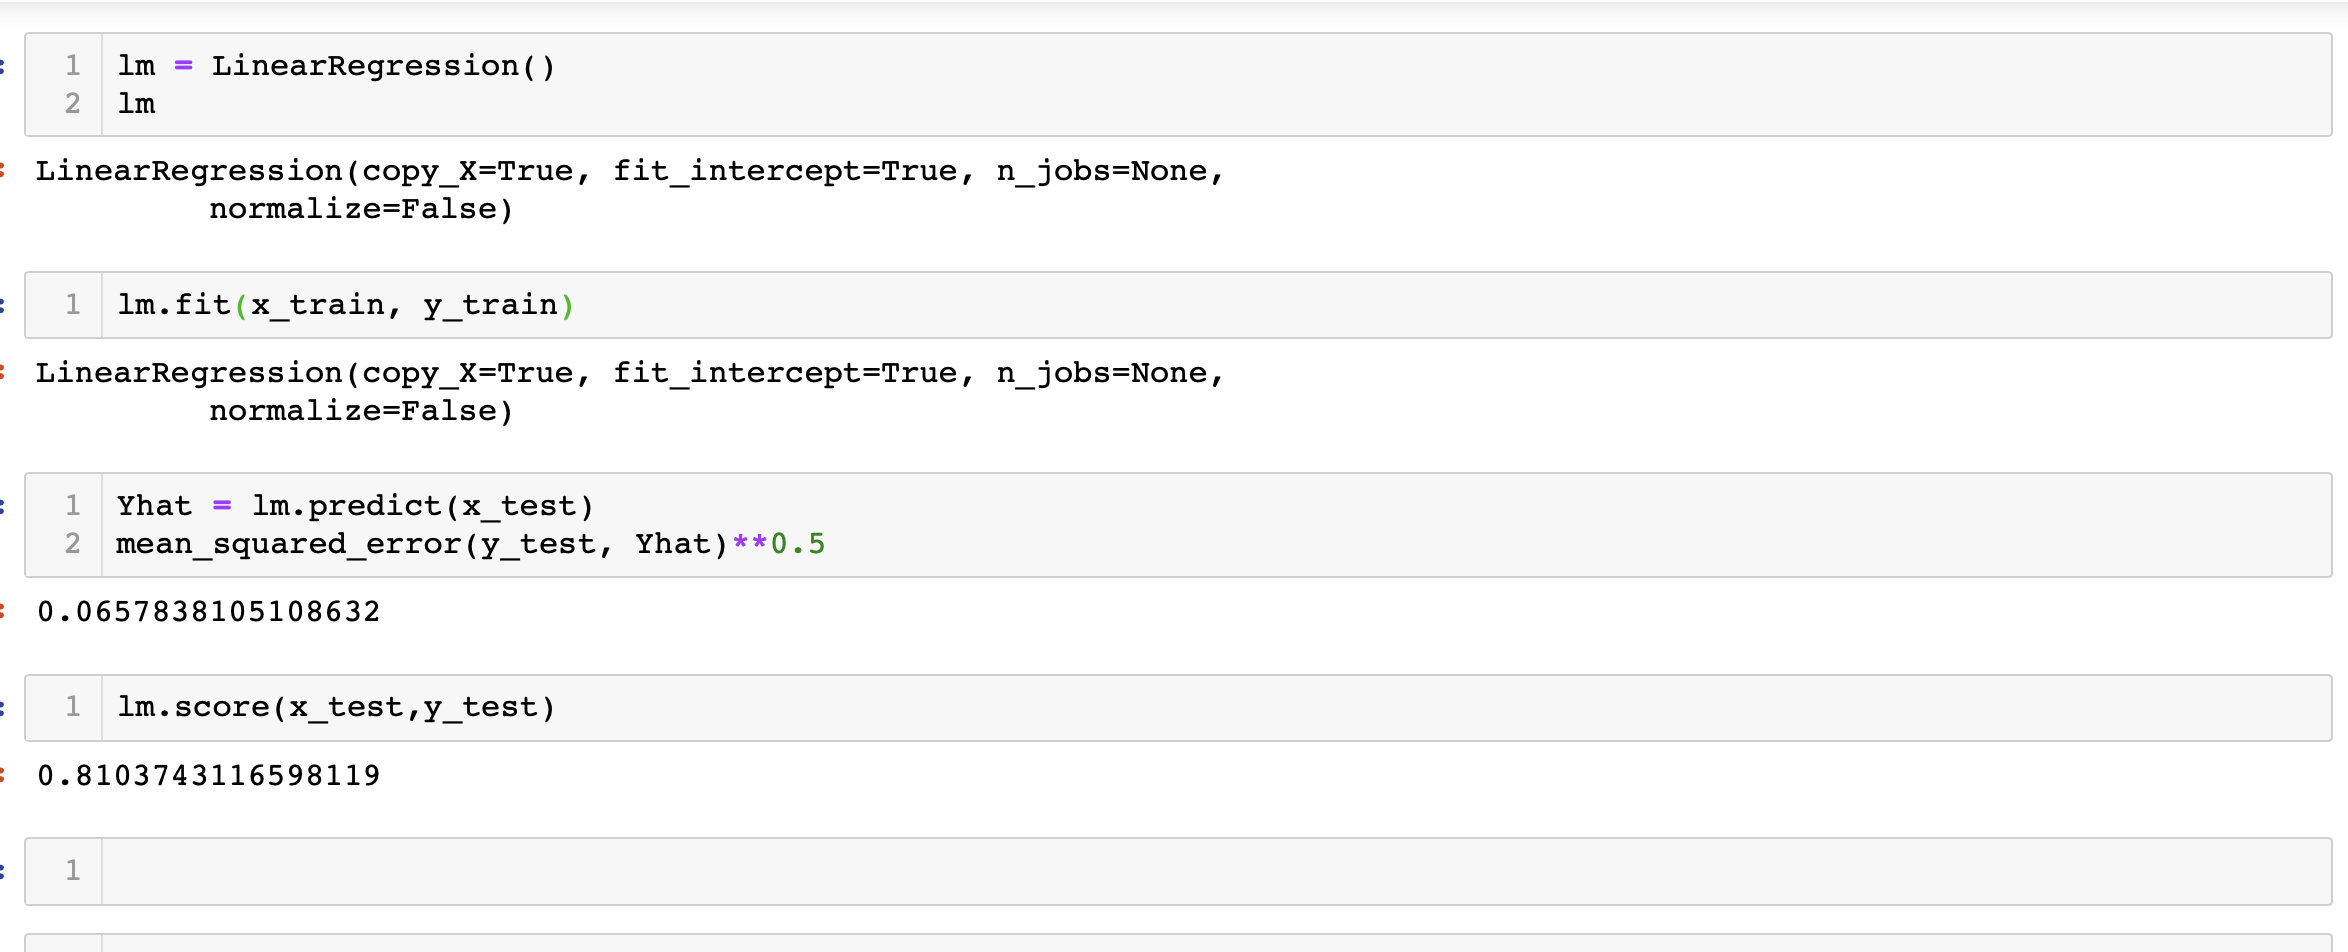 1 lm = LinearRegression()
2 lm
LinearRegression(copy_X=True, fit_intercept=True, n_jobs=None,
normalize=False)
1 lm.fit(x_train, y_train)
LinearRegression(copy_X=True, fit_intercept=True, n_jobs=None,
normalize=False)
1 Yhat = lm.predict(x_test)
2 mean_squared_error(y_test, Yhat)**0.5
0.0657838105108632
1 lm.score(x_test,y_test)
0.8103743116598119
1